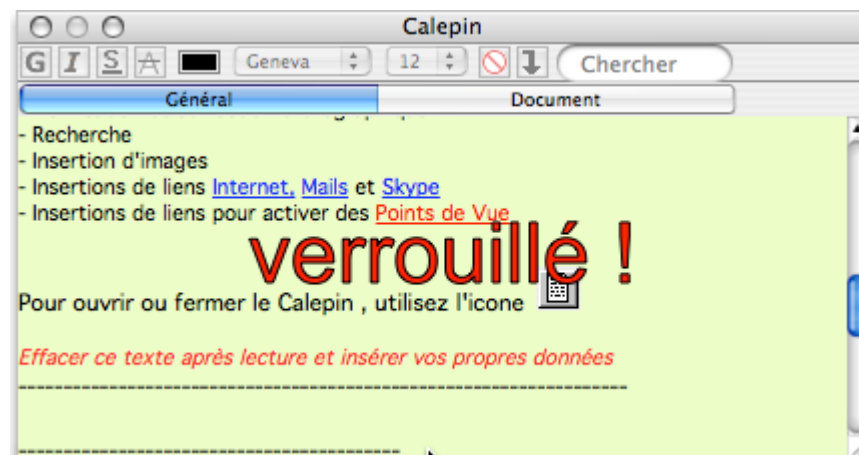 Calepin
G I S A Geneva 12 Chercher
Général Document
- Recherche
- Insertion d'images
- Insertions de liens Internet, Mails et Skype
- Insertions de liens pour activer des Points de Vue
verrouillé !
Pour ouvrir ou fermer le Calepin , utilisez l'icone
Effacer ce texte après lecture et insérer vos propres données
--------------------------------------------------------------------
------------------------------------------